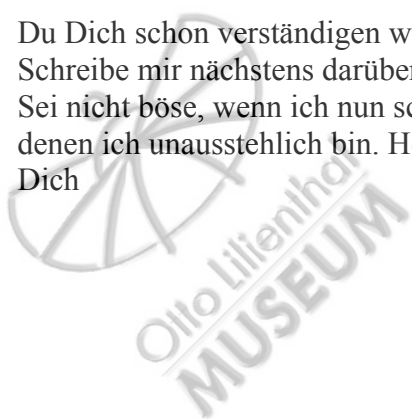 Du Dich schon verständigen w
Schreibe mir nächstens darüber
Sei nicht böse, wenn ich nun sc
denen ich unausstehlich bin. H
Dich
Otto Lilienthal
MUSEUM